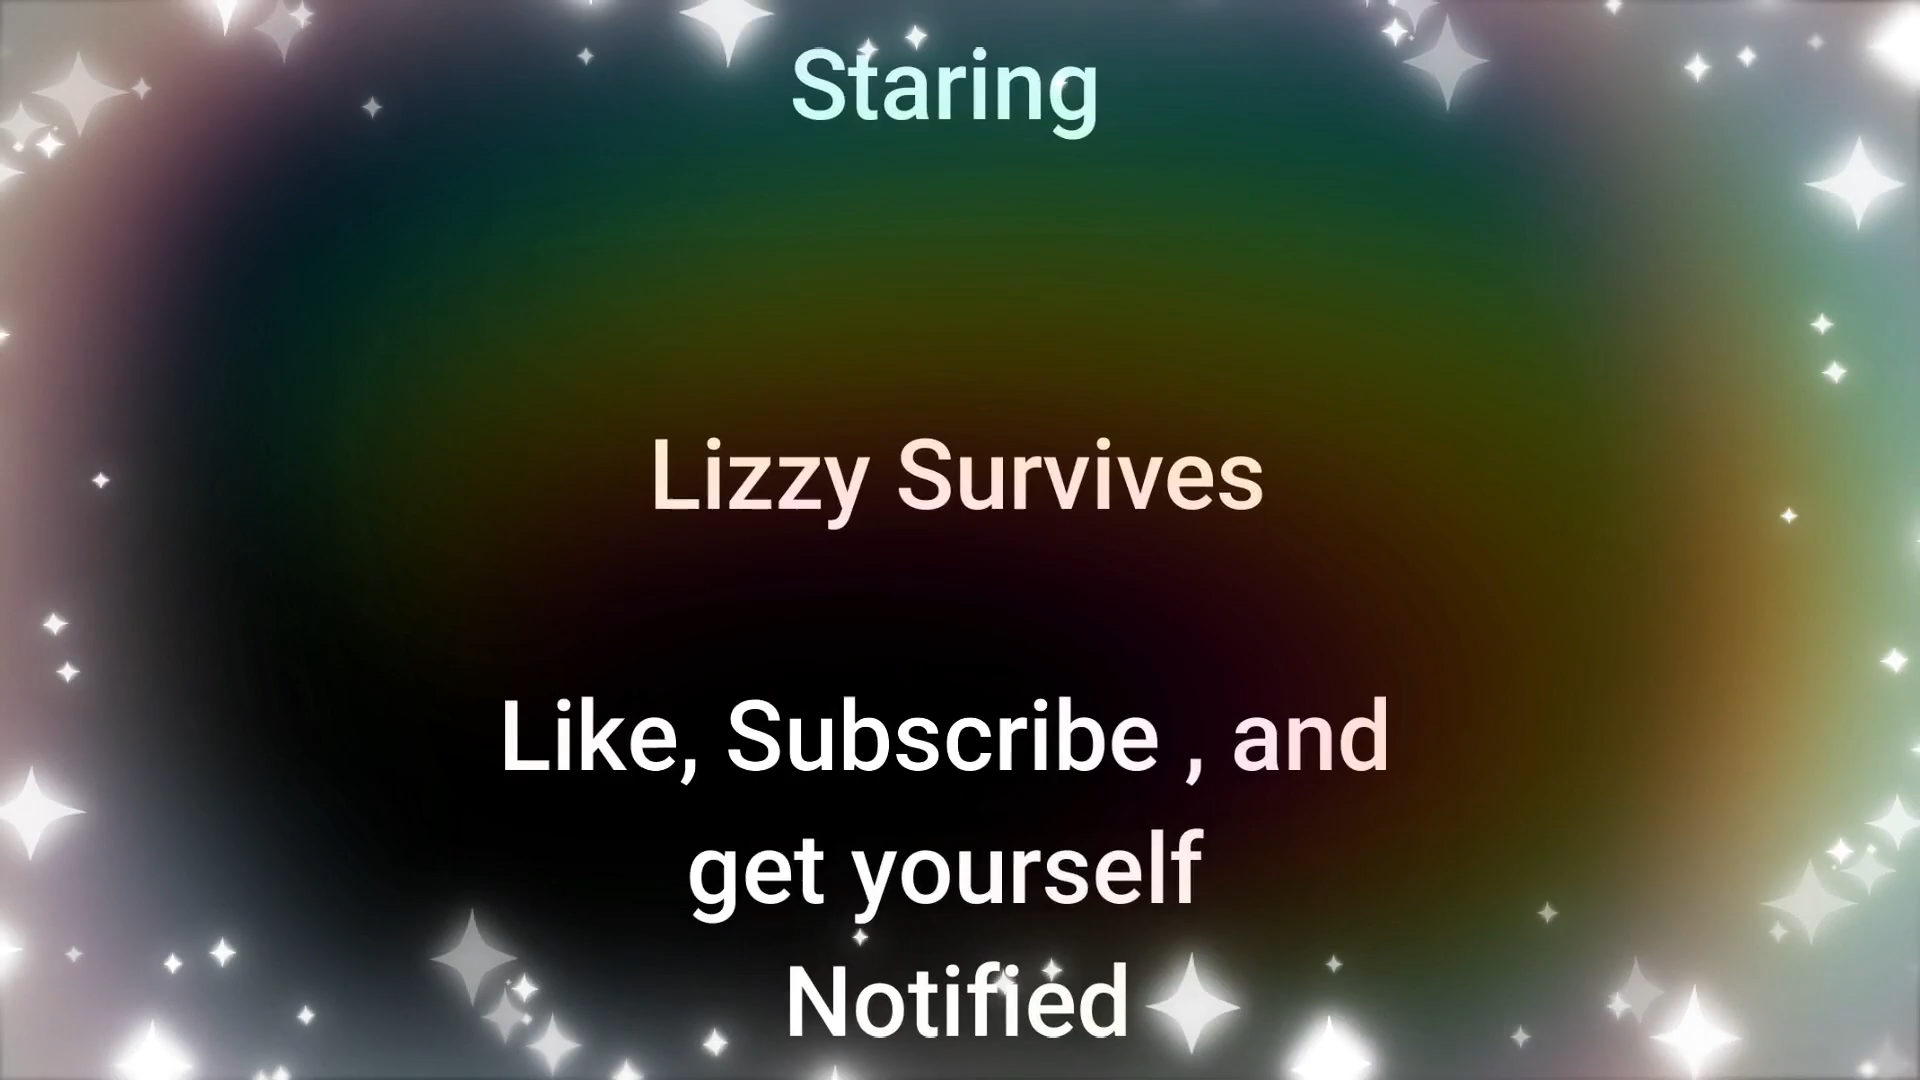 Staring
Lizzy Survives
Like, Subscribe , and
get yourself
Notified